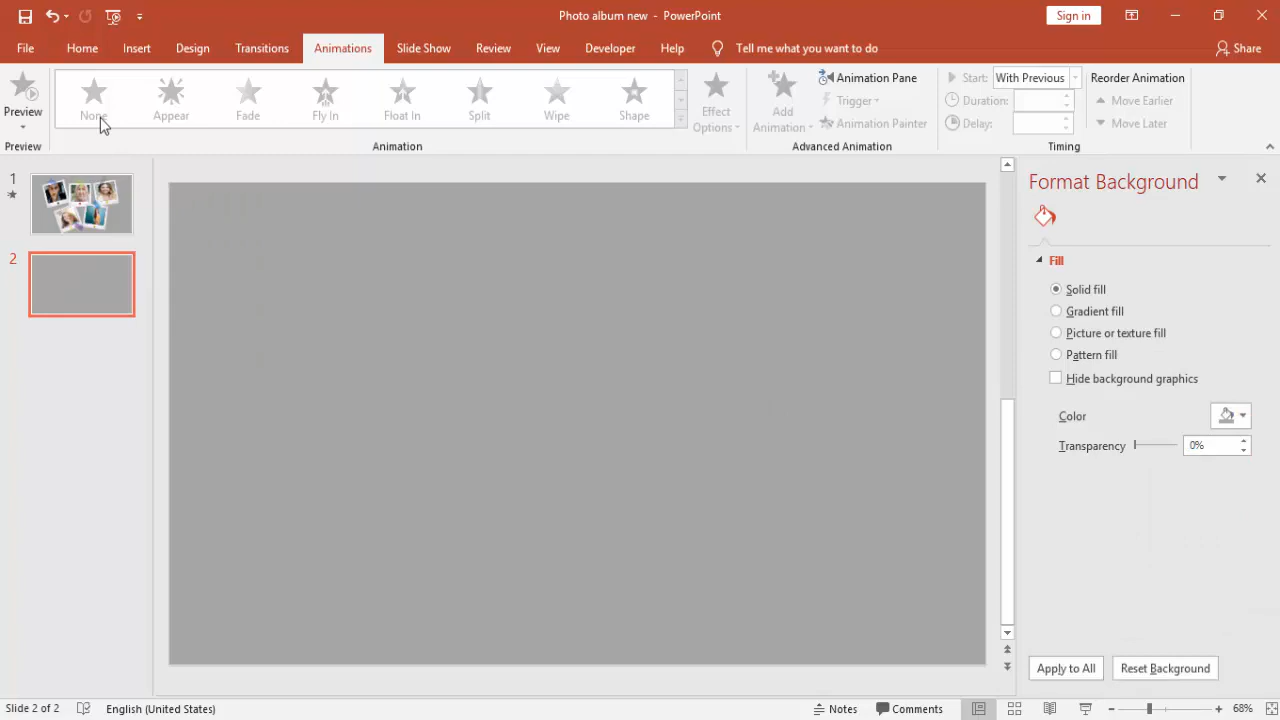 Photo album new - PowerPoint
Sign in
File Home Insert Design Transitions Animations Slide Show Review View Developer Help Tell me what you want to do Share
Preview
None Appear Fade Fly In Float In Split Wipe Shape
Effect Options
Add Animation
Animation Pane
Trigger
Animation Painter
Start: With Previous
Duration:
Delay:
Reorder Animation
Move Earlier
Move Later
Preview Animation Advanced Animation Timing
1
2
Format Background
Fill
Solid fill
Gradient fill
Picture or texture fill
Pattern fill
Hide background graphics
Color
Transparency 0%
Apply to All Reset Background
Slide 2 of 2 English (United States) Notes Comments 68%